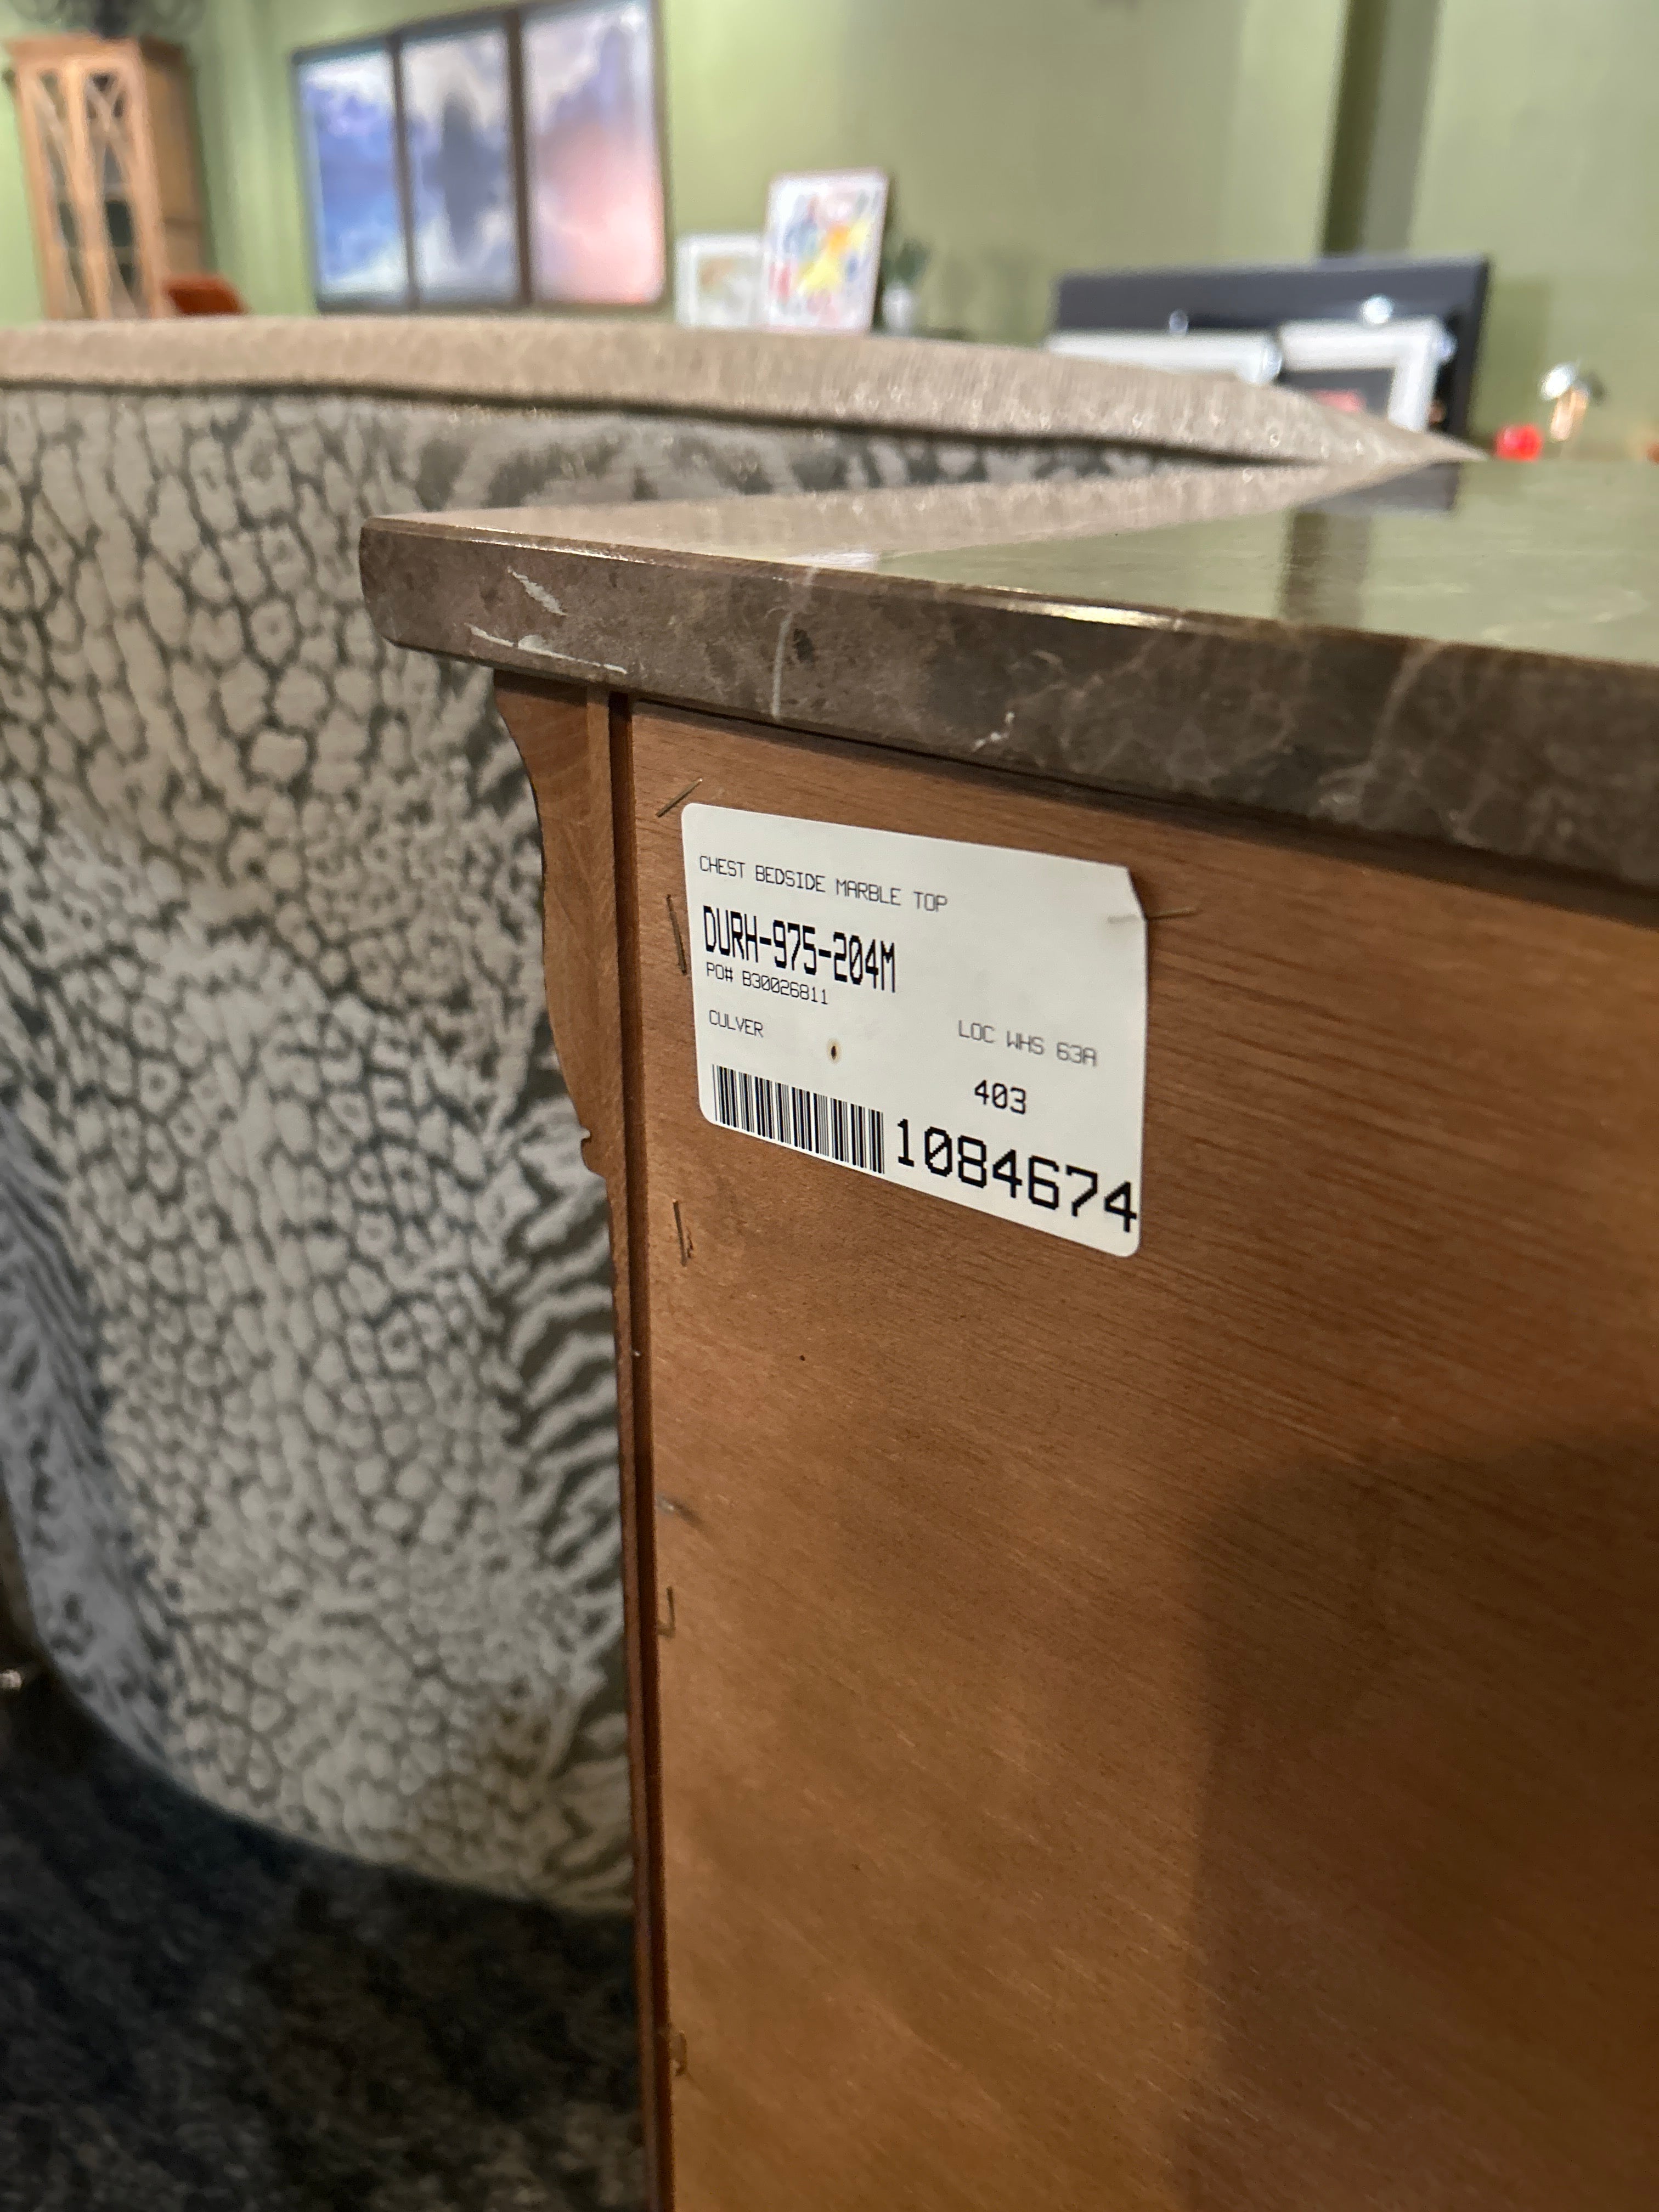 CHEST BEDSIDE MARBLE TOP
DURH-975-204M
PO# B30026811
CULVER
LOC WHS 63A
403
1084674